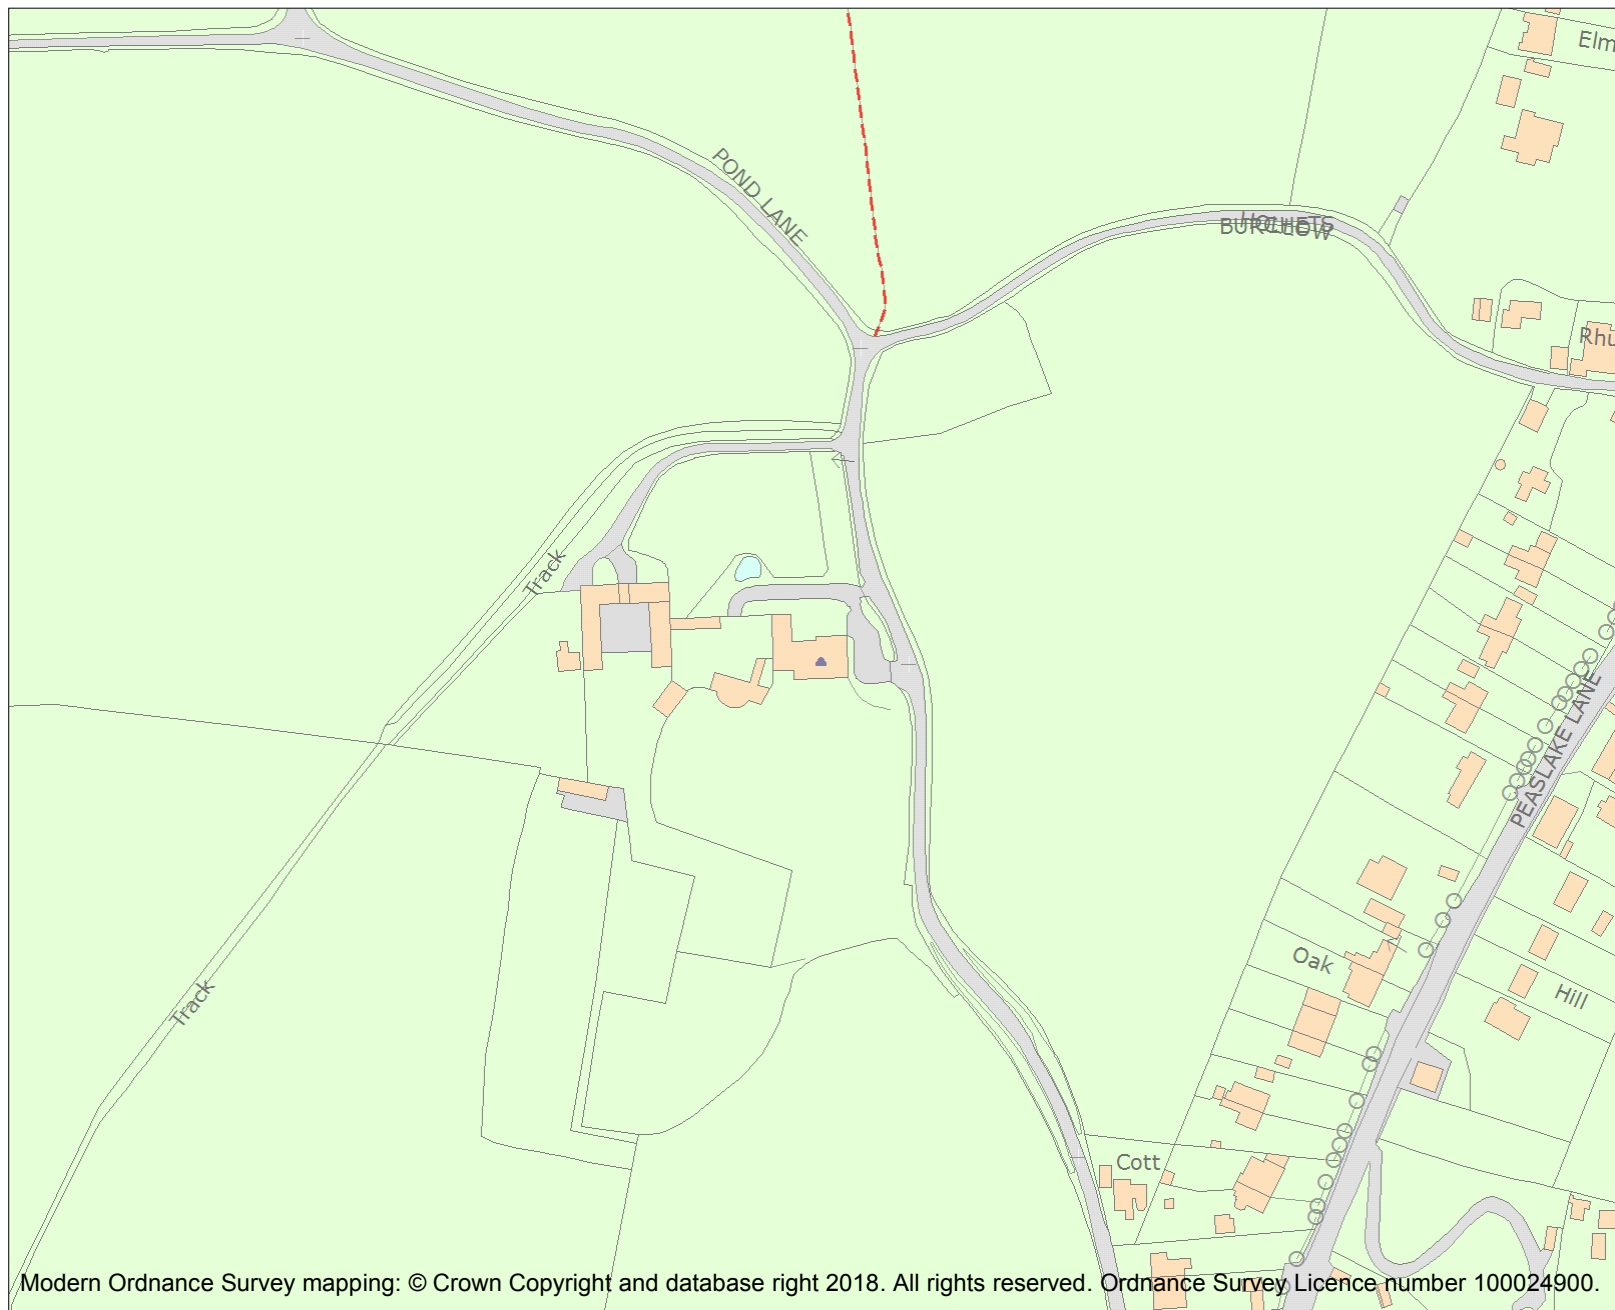 Elm
POND LANE
Rhu
Track
PEASLAKE LANE
Oak
Hill
Track
Cott
Modern Ordnance Survey mapping: © Crown Copyright and database right 2018. All rights reserved. Ordnance Survey Licence number 100024900.